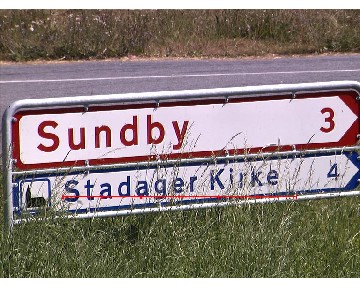 Sundby 3
Stadager Kirke 4